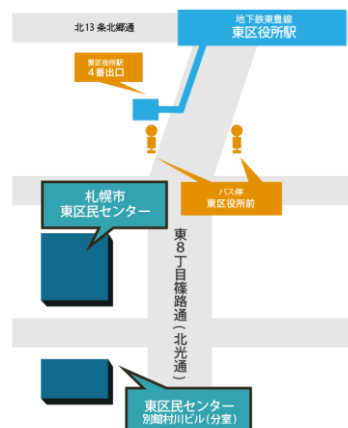 北13条北郷通
地下鉄東豊線
東区役所駅
東区役所駅
4番出口
バス停
東区役所前
札幌市
東区民センター
東8丁目篠路通(北光通)
東区民センター
別館村川ビル(分室)